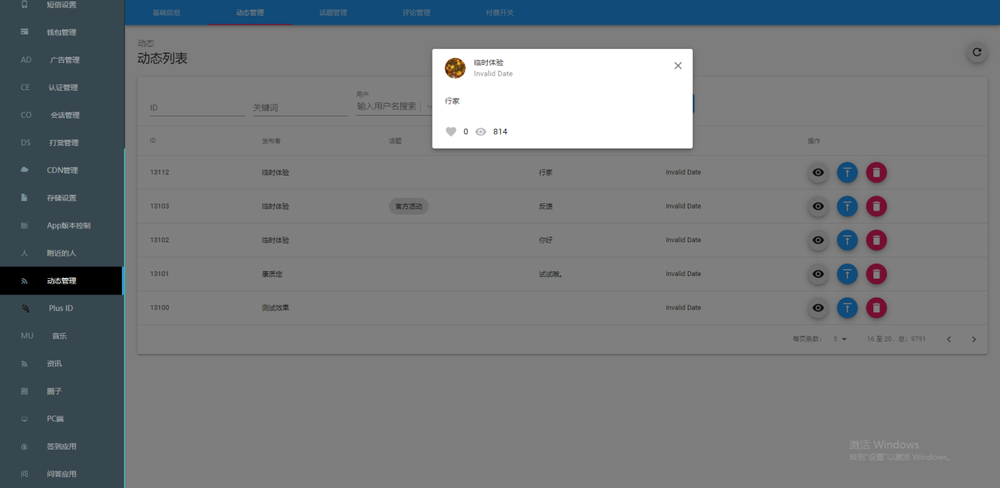 短信设置
钱包管理
AD 广告管理
CE 认证管理
CO 会话管理
DS 打赏管理
CDN管理
存储设置
版 App版本控制
人 附近的人
动态管理
Plus ID
MU 音乐
资讯
圈 圈子
PC端
签到应用
问 问答应用
基础信息 动态管理 话题管理 评论管理 付费开关
动态
动态列表
临时体验
Invalid Date
行家
0 814
ID 关键词 用户
输入用户名搜索
ID 发布者 话题 操作
13112 临时体验 行家 Invalid Date
13103 临时体验 官方活动 反馈 Invalid Date
13102 临时体验 你好 Invalid Date
13101 康质定 试试哦。 Invalid Date
13100 测试效果 Invalid Date
每页条数: 5 16 至 20. 总: 9791
激活 Windows
转到"设置"以激活 Windows。